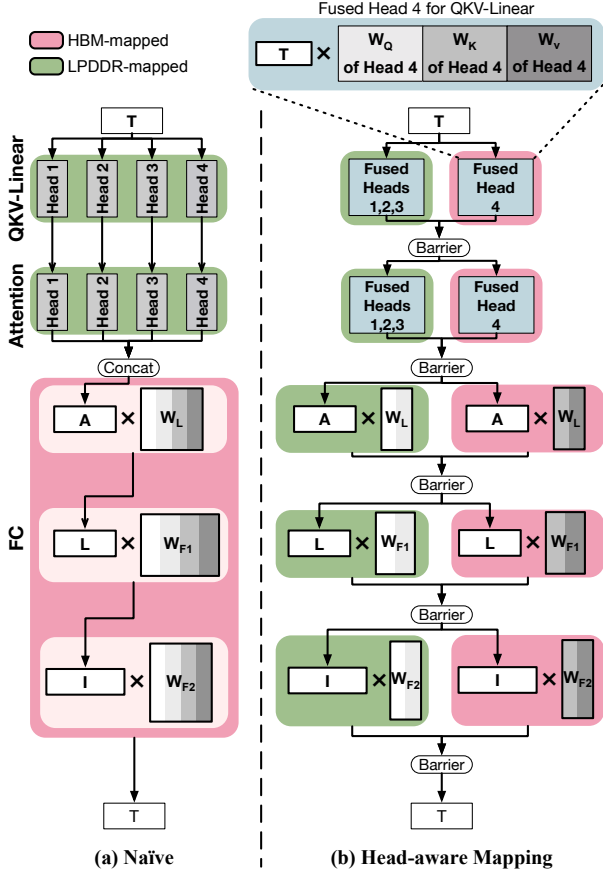 Fused Head 4 for QKV-Linear
HBM-mapped
LPDDR-mapped
T × W_Q of Head 4 W_K of Head 4 W_v of Head 4
T
QKV-Linear
Head 1
Head 2
Head 3
Head 4
Attention
Head 1
Head 2
Head 3
Head 4
Concat
FC
A × W_L
L × W_F1
I × W_F2
T
(a) Naïve
T
Fused
Heads
1,2,3
Fused
Head
4
Barrier
Fused
Heads
1,2,3
Fused
Head
4
Barrier
A × W_L
A × W_L
Barrier
L × W_F1
L × W_F1
Barrier
I × W_F2
I × W_F2
Barrier
T
(b) Head-aware Mapping